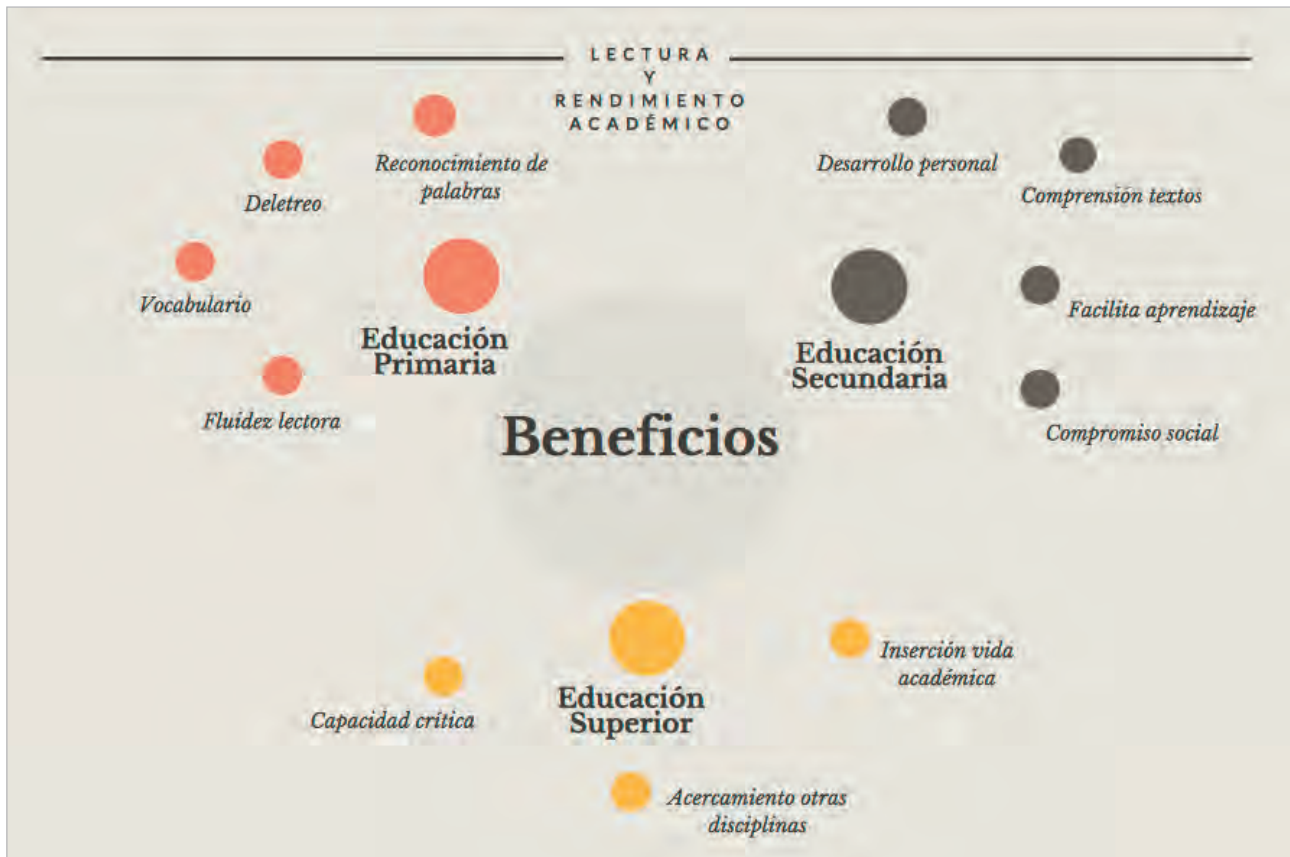 LECTURA
Y
RENDIMIENTO
ACADÉMICO
Reconocimiento de
palabras
Deletreo
Vocabulario
Fluidez lectora
Educación
Primaria
Desarrollo personal
Comprensión textos
Facilita aprendizaje
Compromiso social
Educación
Secundaria
Beneficios
Educación
Superior
Inserción vida
académica
Capacidad crítica
Acercamiento otras
disciplinas